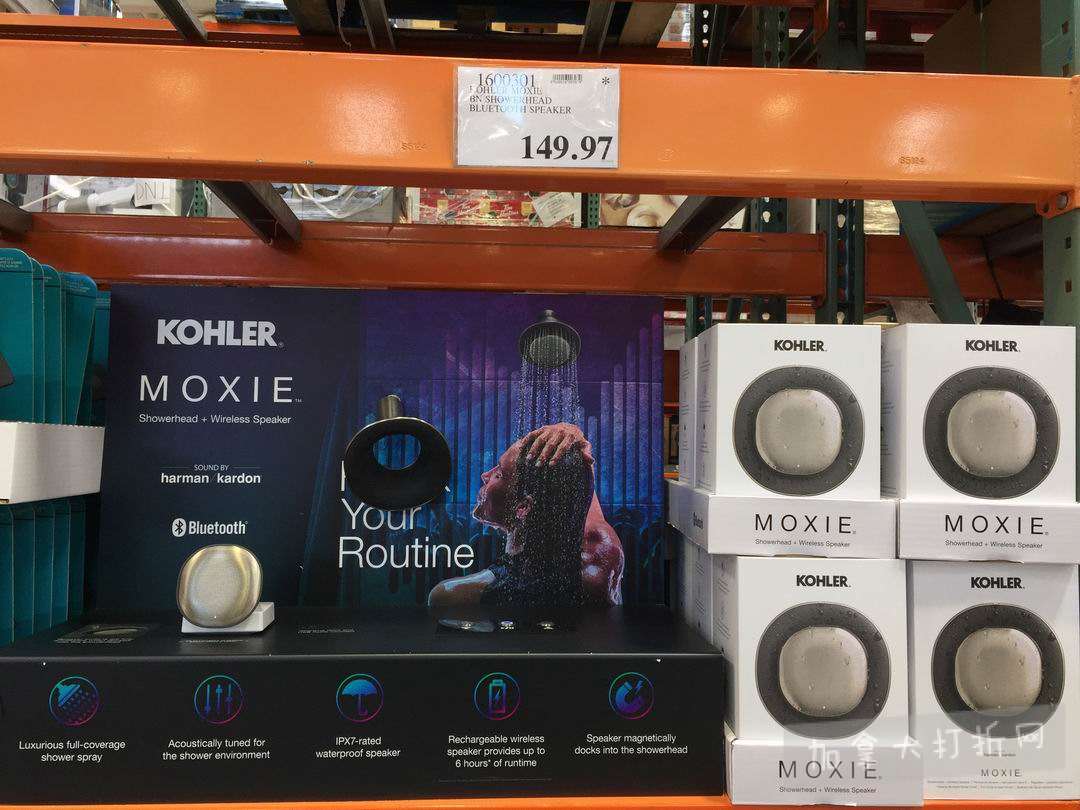 1600301 *
KOHLER MOXIE
BN SHOWERHEAD
BLUETOOTH SPEAKER
149.97
85124
85124
KOHLER®
MOXIE™
Showerhead + Wireless Speaker
SOUND BY
harman/kardon
Bluetooth®
Your
Routine
Luxurious full-coverage
shower spray
Acoustically tuned for
the shower environment
IPX7-rated
waterproof speaker
Rechargeable wireless
speaker provides up to
6 hours* of runtime
Speaker magnetically
docks into the showerhead
KOHLER®
MOXIE®
Showerhead + Wireless Speaker
KOHLER®
MOXIE®
Showerhead + Wireless Speaker
KOHLER®
MOXIE®
Showerhead + Wireless Speaker
KOHLER®
MOXIE
加拿大打折网